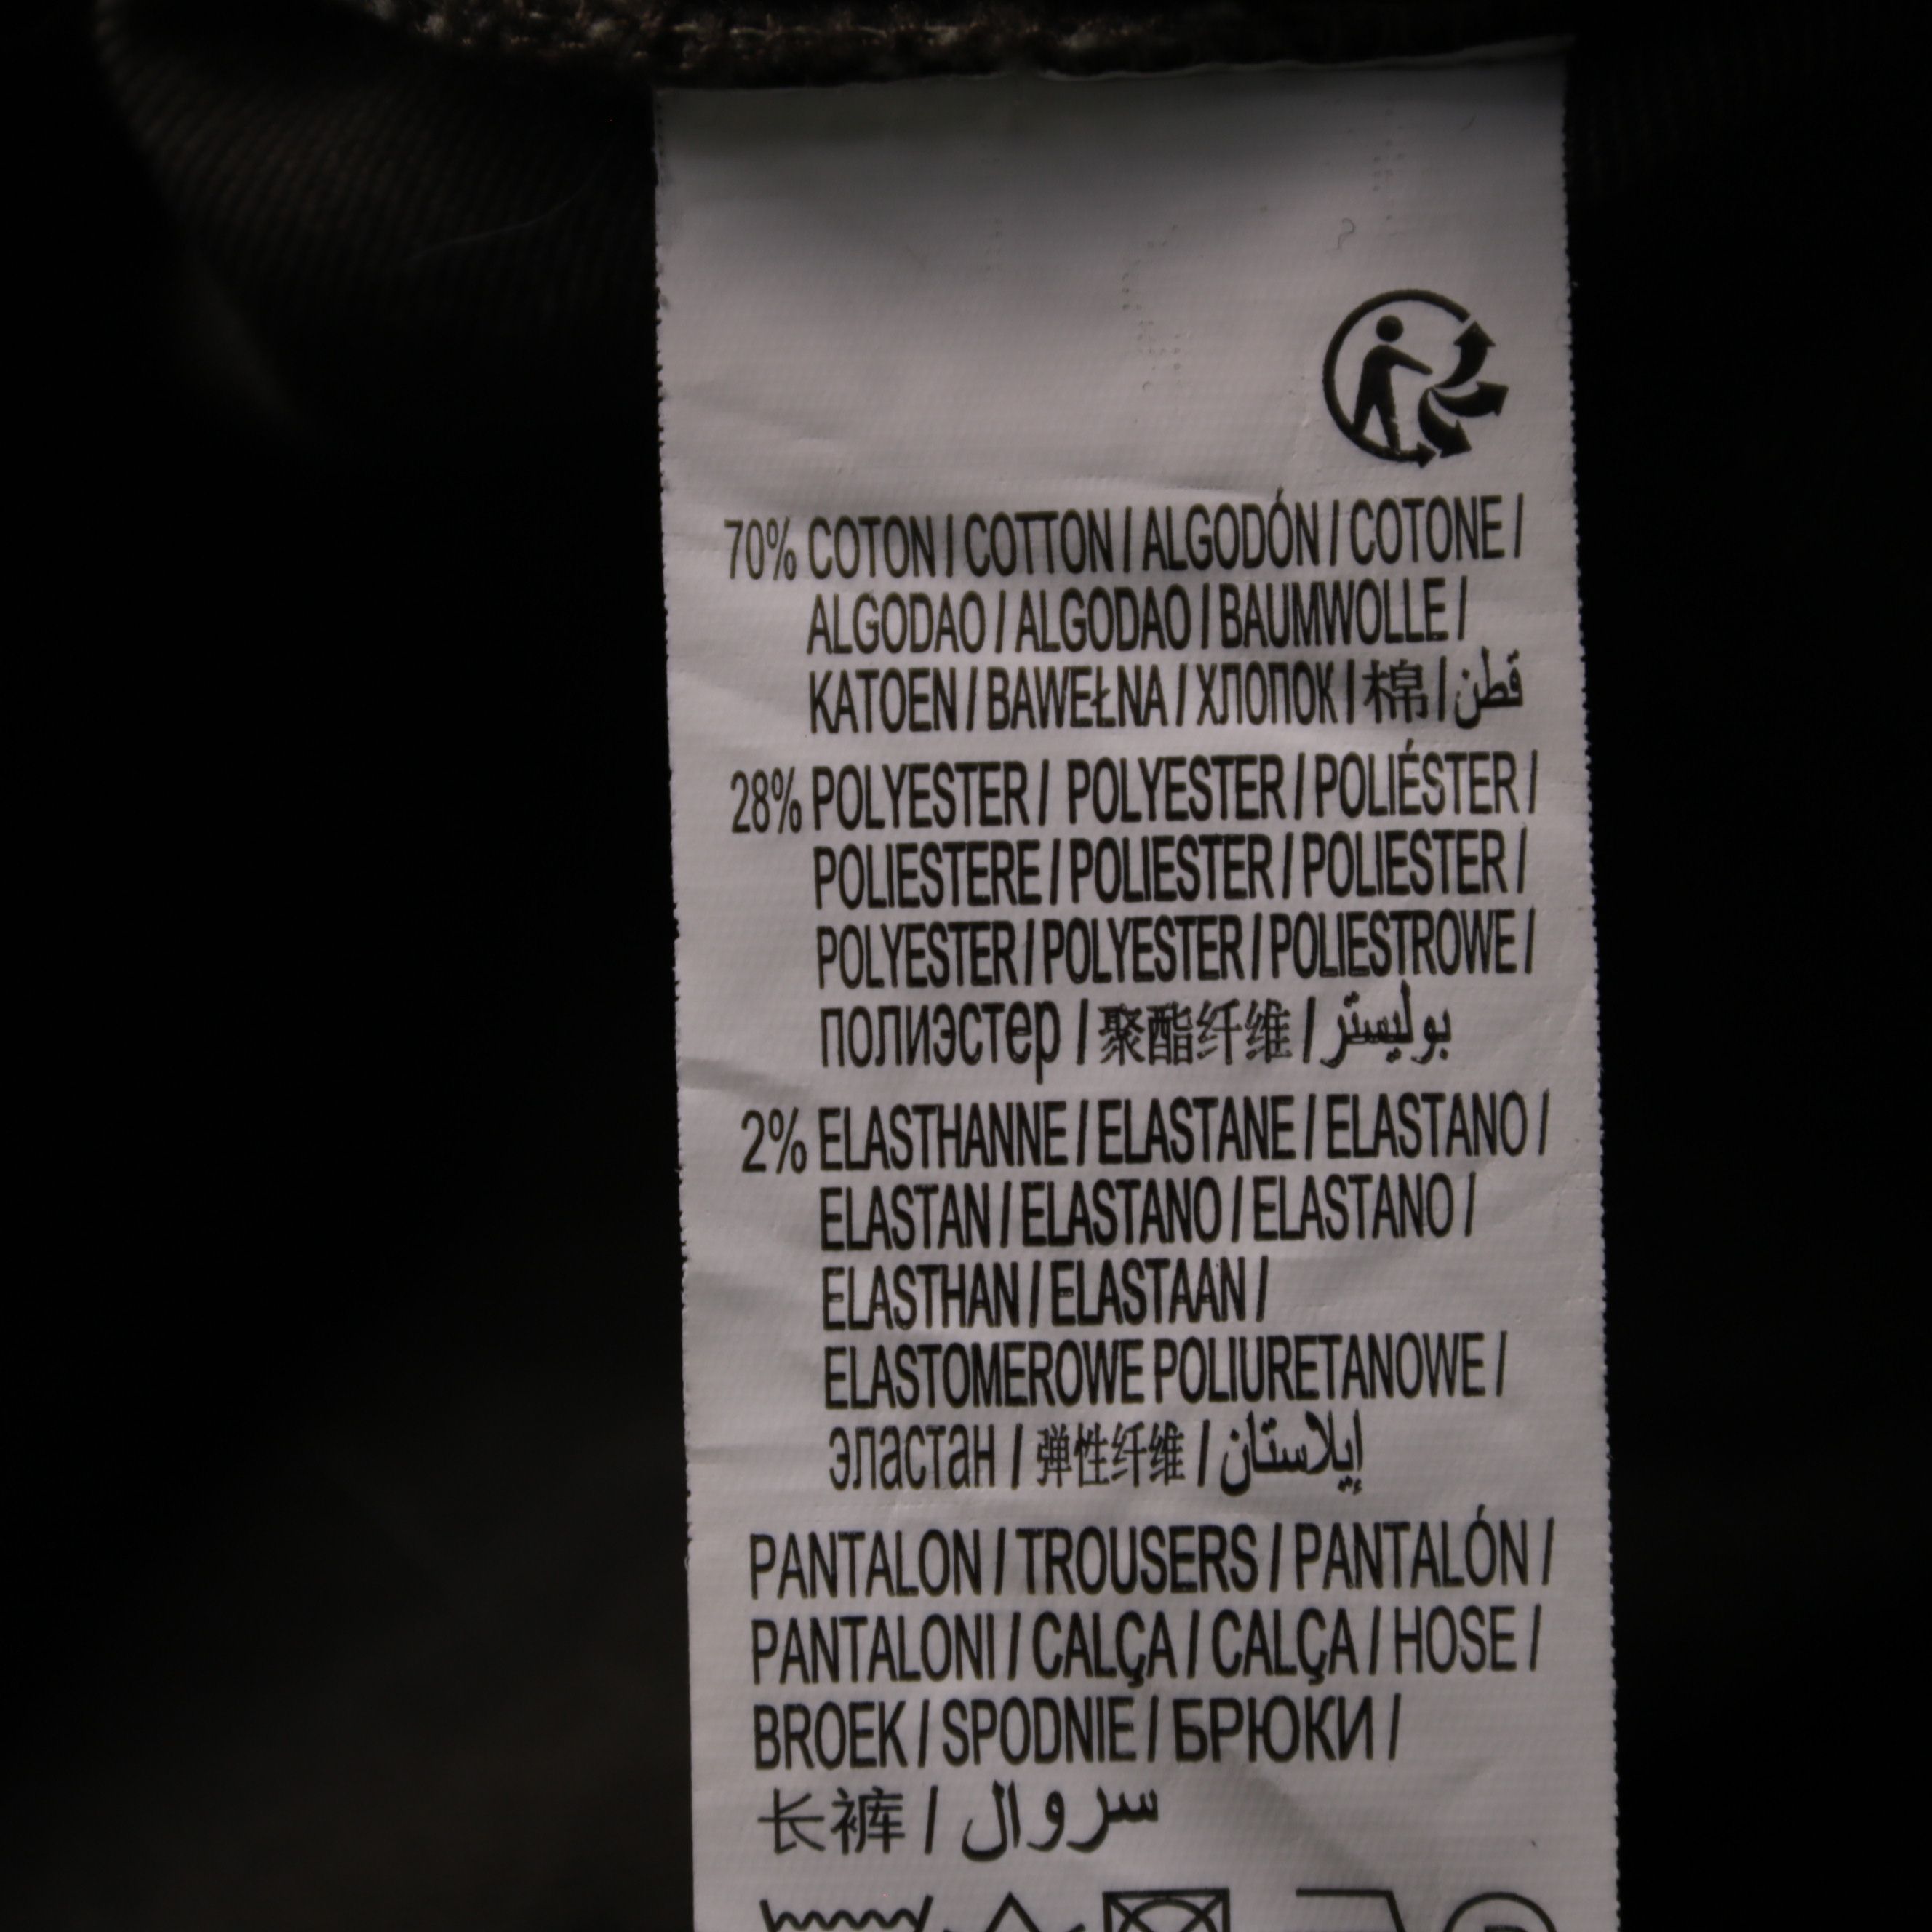 70% COTON / COTTON / ALGODÓN / COTONE /
ALGODAO / ALGODAO / BAUMWOLLE /
KATOEN / BAWEŁNA / ХЛОПОК / 棉 / قطن
28% POLYESTER / POLYESTER / POLIÉSTER /
POLIESTERE / POLIESTER / POLIESTER /
POLYESTER / POLYESTER / POLIESTROWE /
полиэстер / 聚酯纤维 / بوليستر
2% ELASTHANNE / ELASTANE / ELASTANO /
ELASTAN / ELASTANO / ELASTANO /
ELASTHAN / ELASTAAN /
ELASTOMEROWE POLIURETANOWE /
эластан / 弹性纤维 / إيلاستان
PANTALON / TROUSERS / PANTALÓN /
PANTALONI / CALÇA / CALÇA / HOSE /
BROEK / SPODNIE / БРЮКИ /
长裤 / سروال